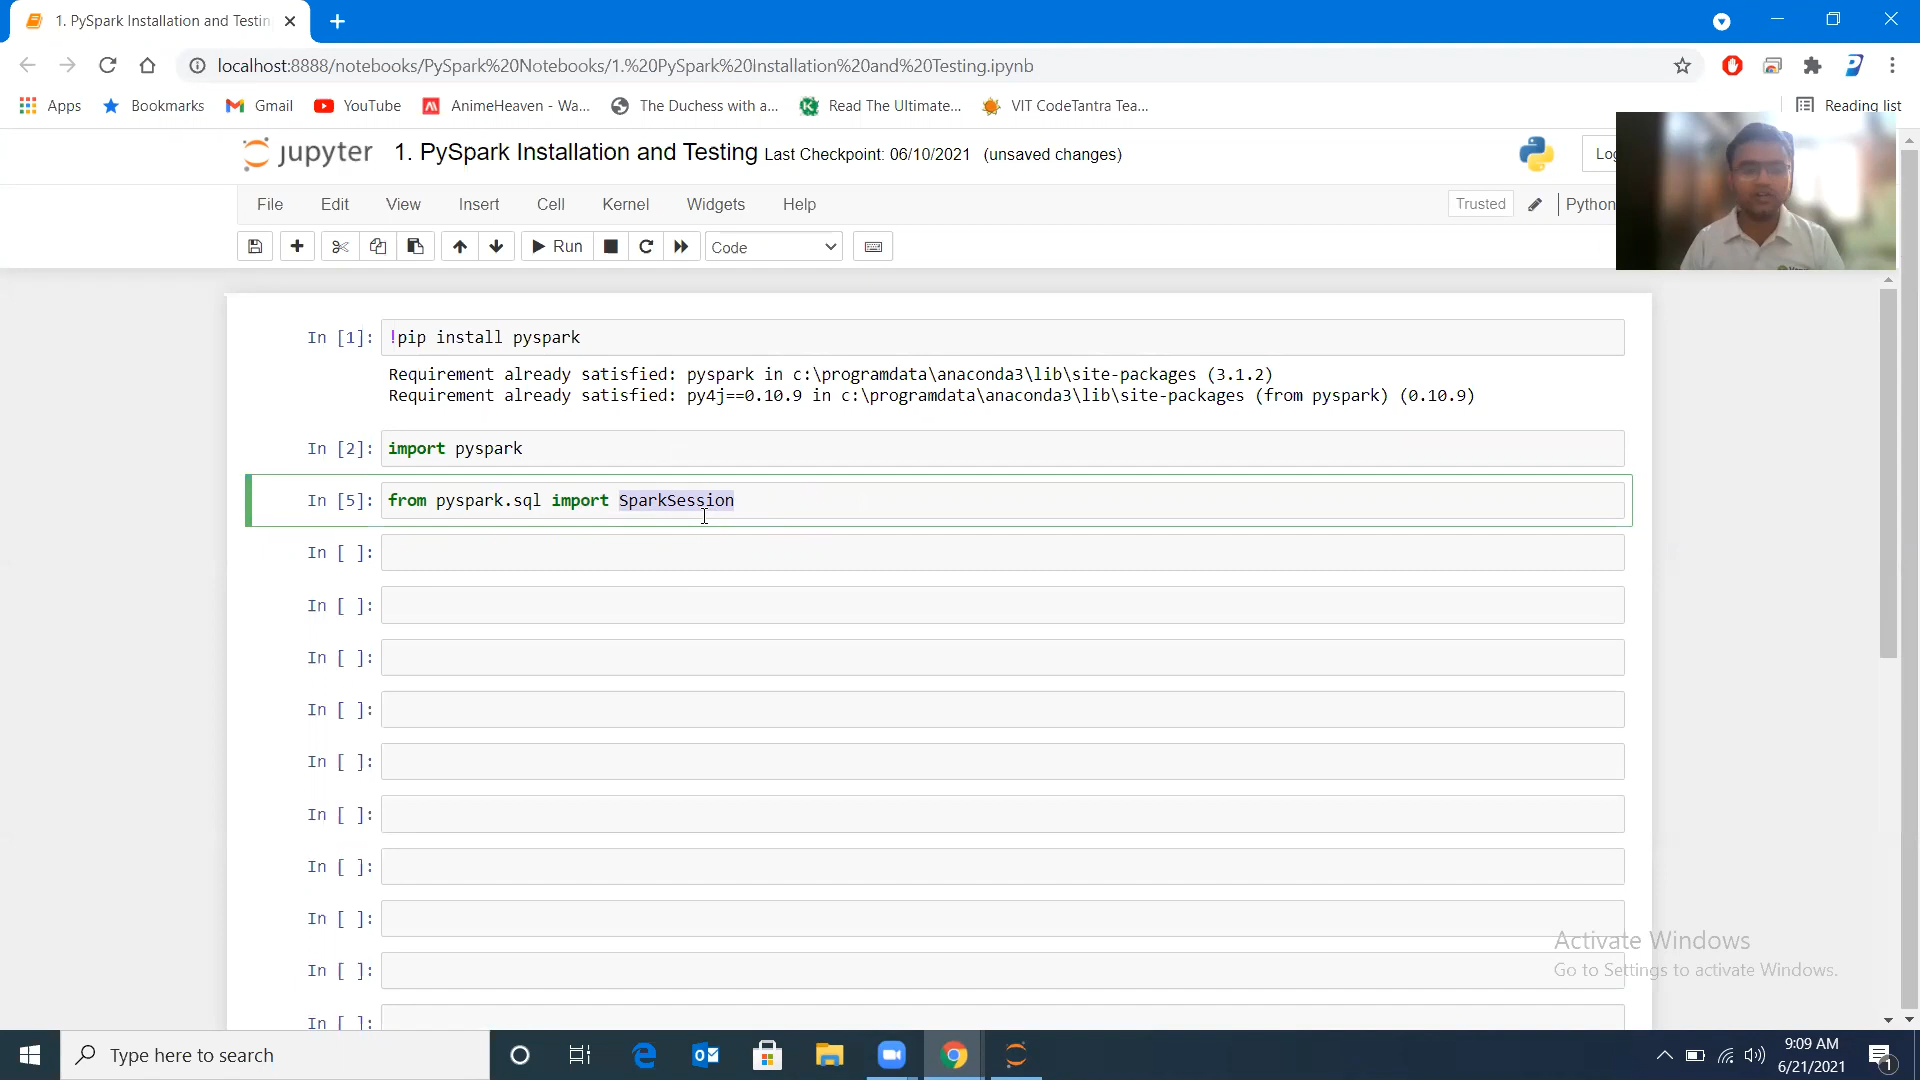 1. PySpark Installation and Testin
localhost:8888/notebooks/PySpark%20Notebooks/1.%20PySpark%20Installation%20and%20Testing.ipynb
Apps Bookmarks Gmail YouTube AnimeHeaven - Wa... The Duchess with a... Read The Ultimate... VIT CodeTantra Tea... Reading list
jupyter 1. PySpark Installation and Testing Last Checkpoint: 06/10/2021 (unsaved changes)
File Edit View Insert Cell Kernel Widgets Help Trusted Python
Run Code
In [1]: !pip install pyspark
Requirement already satisfied: pyspark in c:\programdata\anaconda3\lib\site-packages (3.1.2)
Requirement already satisfied: py4j==0.10.9 in c:\programdata\anaconda3\lib\site-packages (from pyspark) (0.10.9)
In [2]: import pyspark
In [5]: from pyspark.sql import SparkSession
In [ ]:
In [ ]:
In [ ]:
In [ ]:
In [ ]:
In [ ]:
In [ ]:
In [ ]:
In [ ]:
In [ ]:
Activate Windows
Go to Settings to activate Windows.
Type here to search
9:09 AM
6/21/2021
1